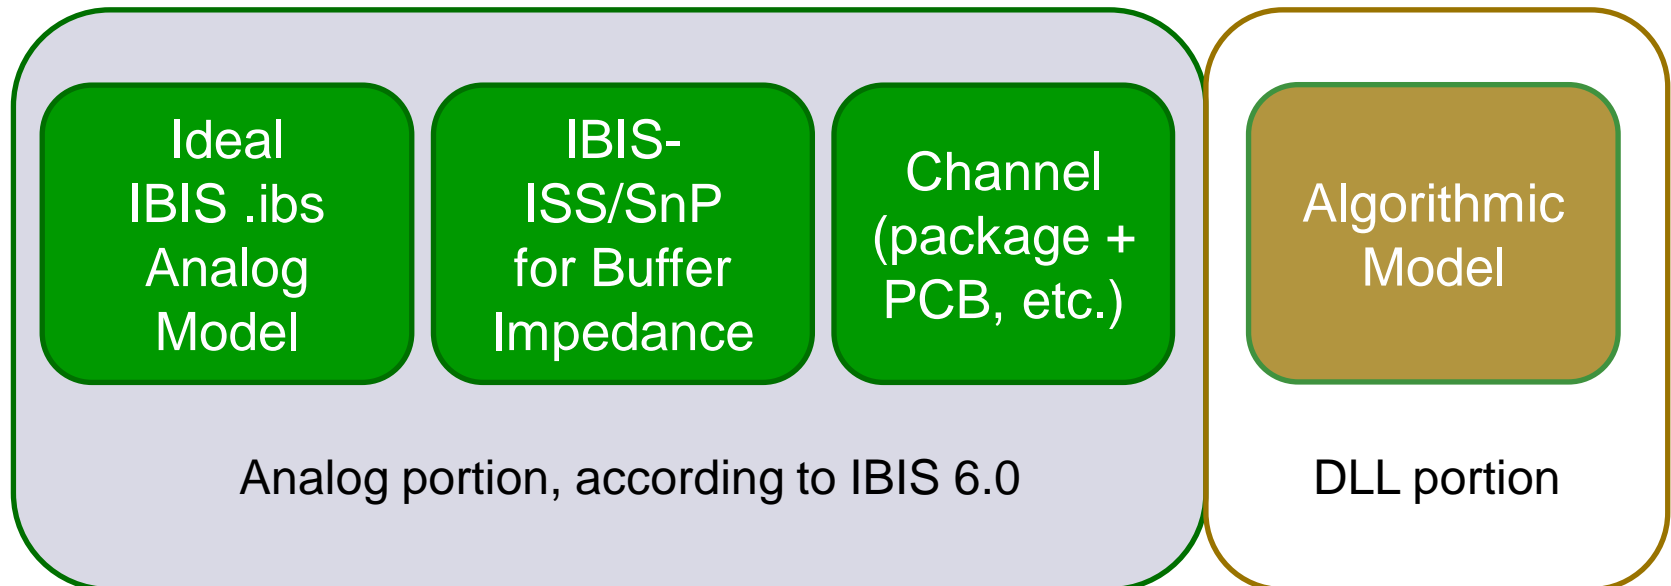 Ideal
IBIS .ibs
Analog
Model
IBIS-
ISS/SnP
for Buffer
Impedance
Channel
(package +
PCB, etc.)
Algorithmic
Model
Analog portion, according to IBIS 6.0
DLL portion